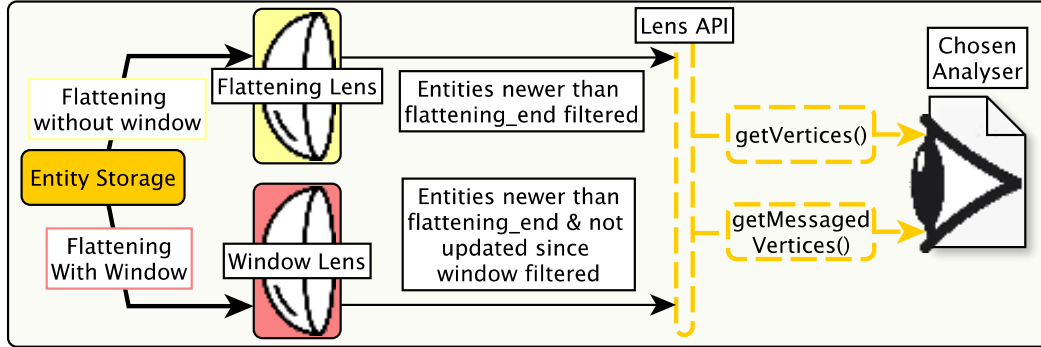 Lens API
Chosen
Analyser
Flattening Lens
Entities newer than
flattening_end filtered
Flattening
without window
getVertices()
Entity Storage
Entities newer than
flattening_end & not
updated since
window filtered
getMessaged
Vertices()
Flattening
With Window
Window Lens